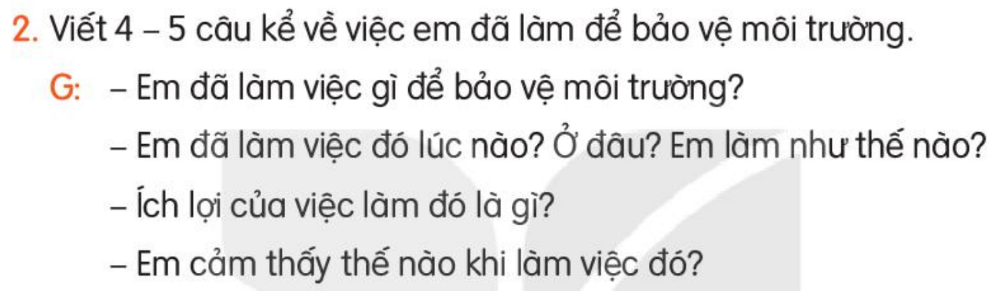 2. Viết 4 – 5 câu kể về việc em đã làm để bảo vệ môi trường.
G: – Em đã làm việc gì để bảo vệ môi trường?
– Em đã làm việc đó lúc nào? Ở đâu? Em làm như thế nào?
– Ích lợi của việc làm đó là gì?
– Em cảm thấy thế nào khi làm việc đó?